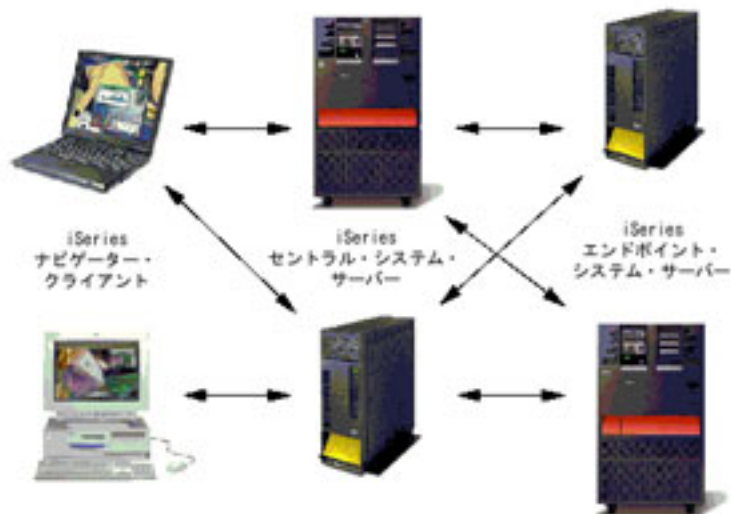 iSeries
ナビゲーター・
クライアント
iSeries
セントラル・システム・
サーバー
iSeries
エンドポイント・
システム・サーバー